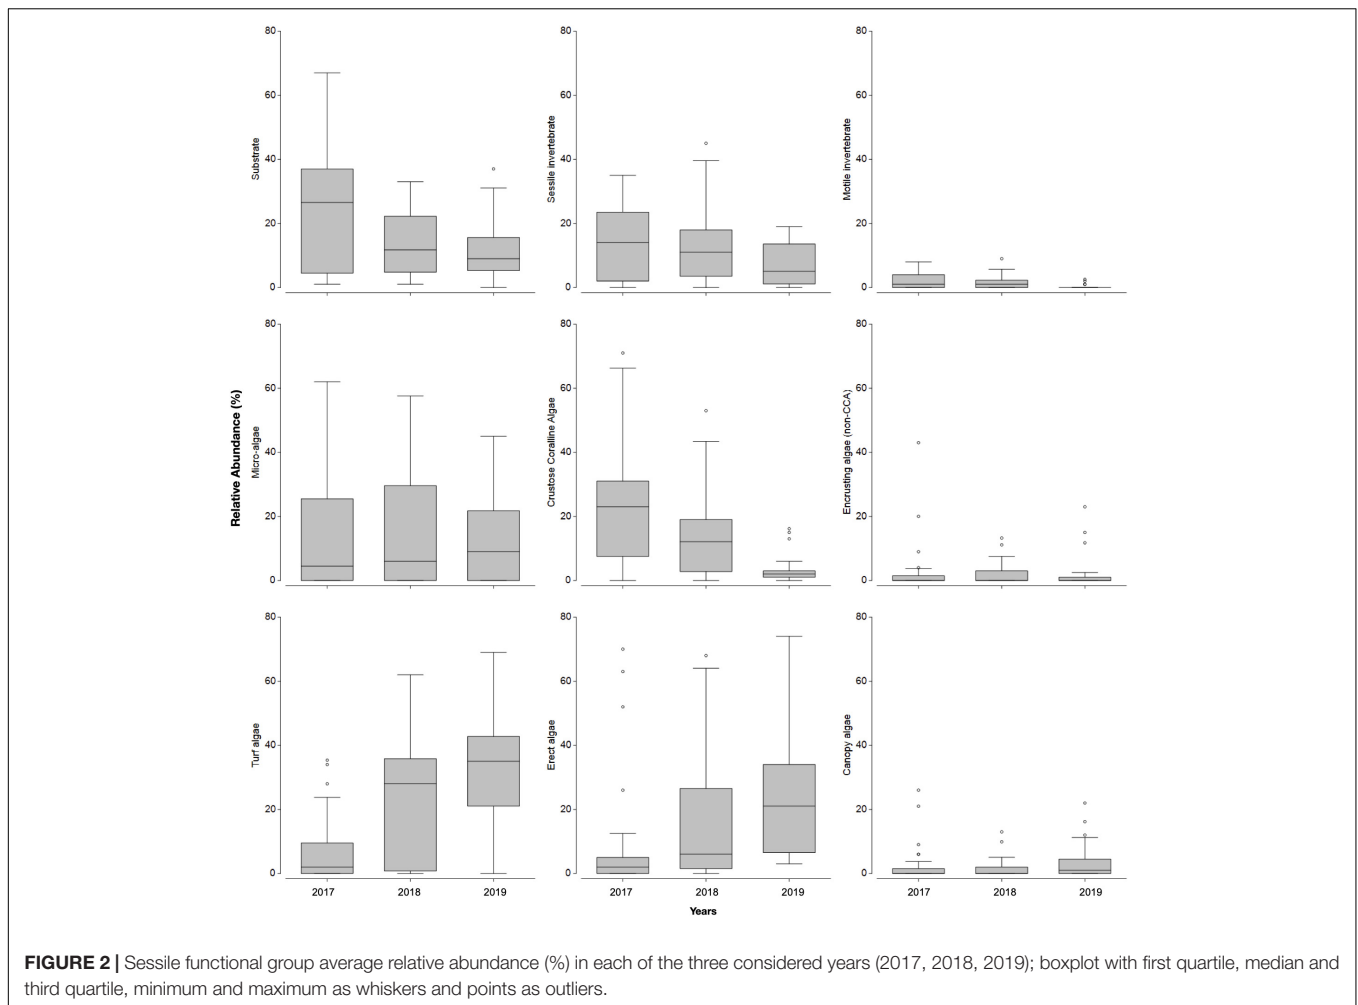 80
60
40
20
0
Substrate
80
60
40
20
0
Sessile invertebrate
80
60
40
20
0
Motile invertebrate
Relative Abundance (%)
80
60
40
20
0
Micro-algae
80
60
40
20
0
Crustose Coralline Algae
80
60
40
20
0
Encrusting algae (non-CCA)
80
60
40
20
0
Turf algae
80
60
40
20
0
Erect algae
80
60
40
20
0
Canopy algae
2017 2018 2019
2017 2018 2019
2017 2018 2019
Years
FIGURE 2 | Sessile functional group average relative abundance (%) in each of the three considered years (2017, 2018, 2019); boxplot with first quartile, median and
third quartile, minimum and maximum as whiskers and points as outliers.